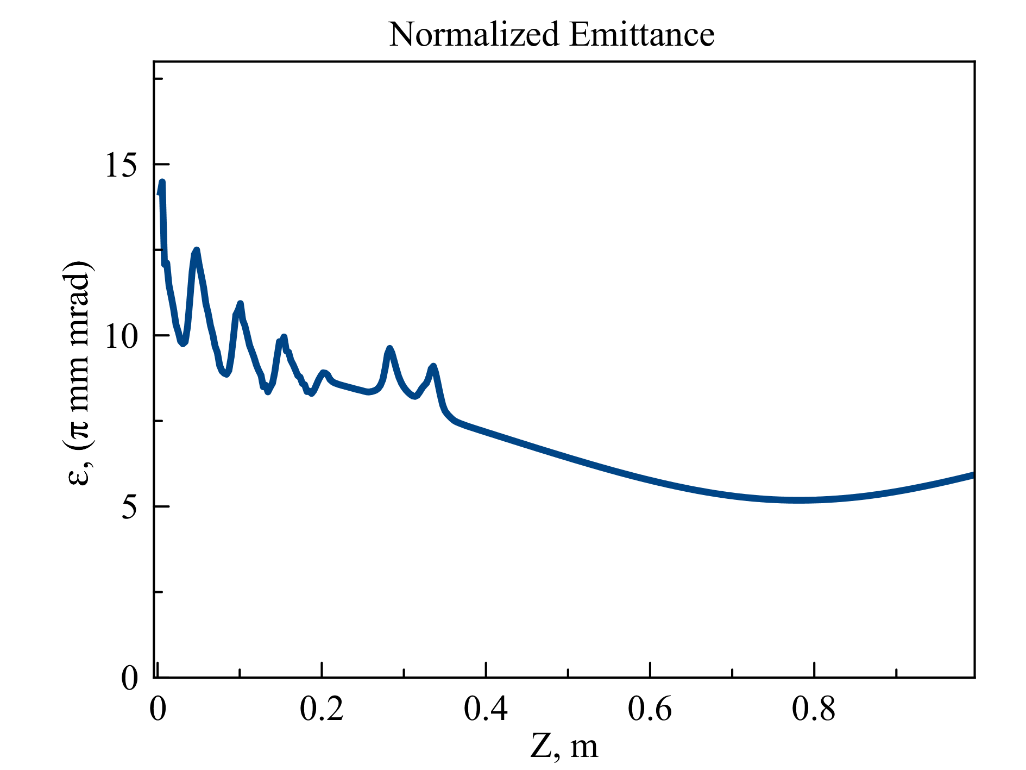 Normalized Emittance
15
10
5
0
ε, (π mm mrad)
0 0.2 0.4 0.6 0.8
Z, m